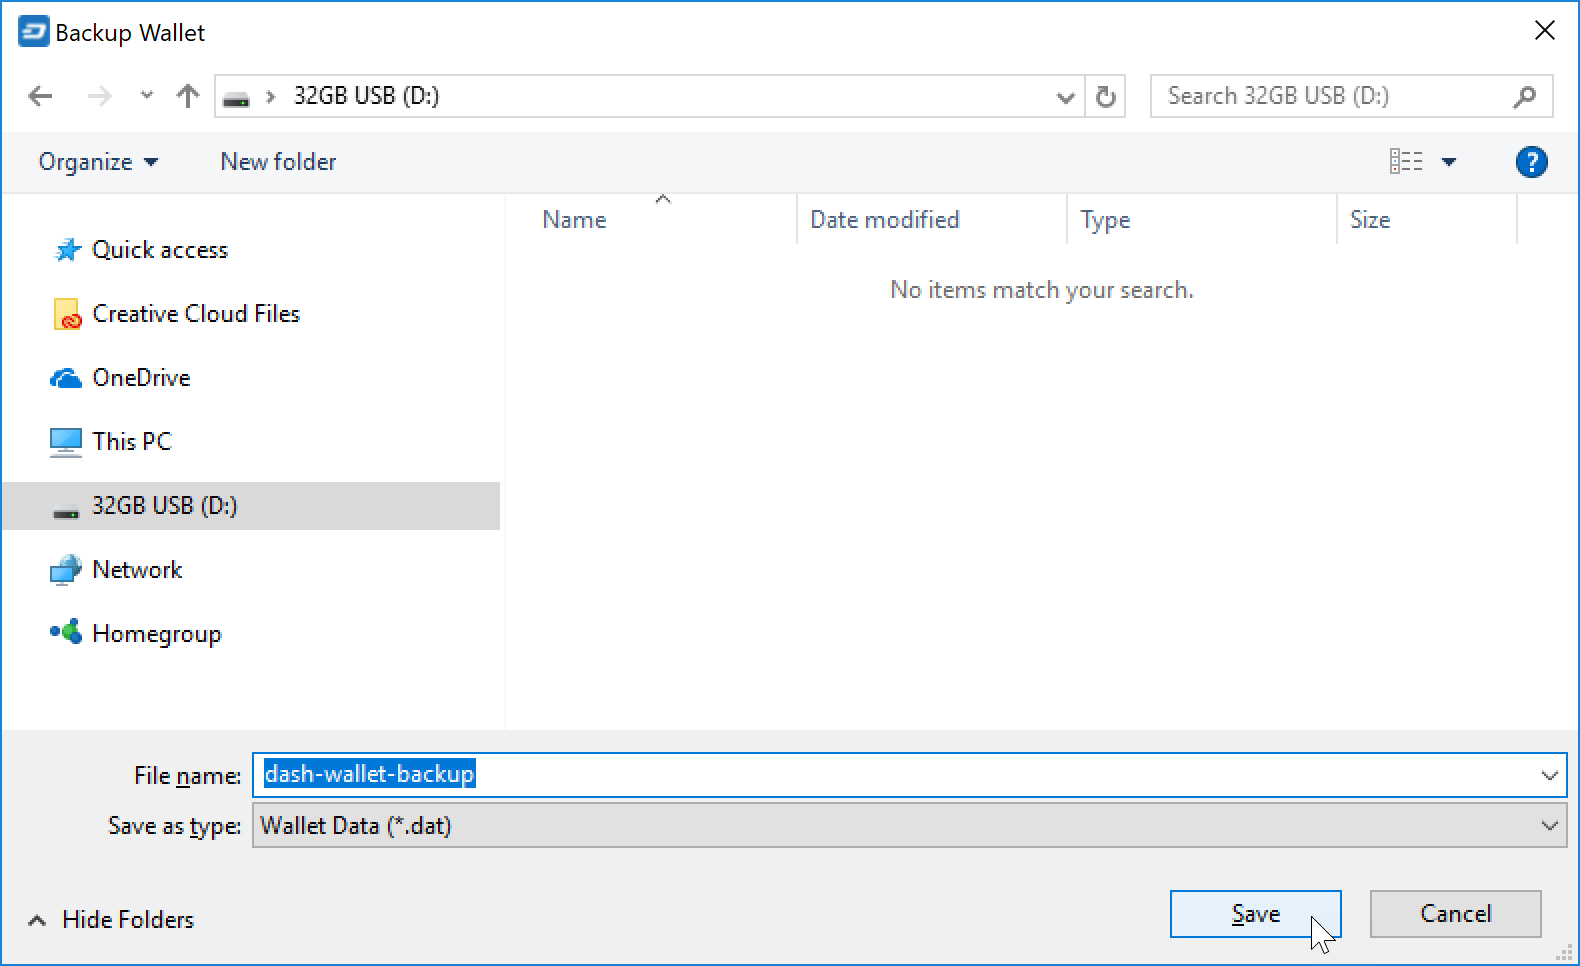 Backup Wallet
32GB USB (D:)
Search 32GB USB (D:)
Organize
New folder
?
Name
Date modified
Type
Size
No items match your search.
Quick access
Creative Cloud Files
OneDrive
This PC
32GB USB (D:)
Network
Homegroup
File name:
dash-wallet-backup
Save as type:
Wallet Data (*.dat)
Hide Folders
Save
Cancel